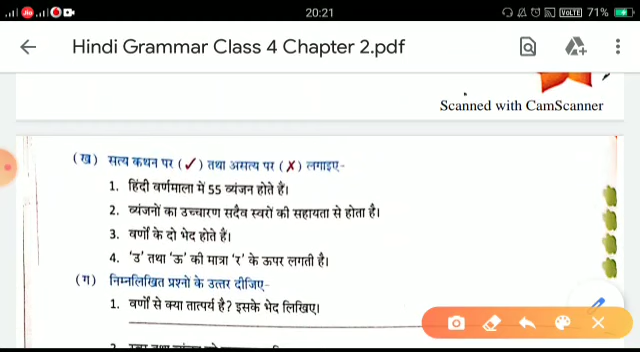 20:21
VoLTE 71%
Hindi Grammar Class 4 Chapter 2.pdf
Scanned with CamScanner
(ख) सत्य कथन पर (✓) तथा असत्य पर (✗) लगाइए-
1. हिंदी वर्णमाला में 55 व्यंजन होते हैं।
2. व्यंजनों का उच्चारण सदैव स्वरों की सहायता से होता है।
3. वर्णों के दो भेद होते हैं।
4. ‘उ’ तथा ‘ऊ’ की मात्रा ‘र’ के ऊपर लगती है।
(ग) निम्नलिखित प्रश्नो के उत्तर दीजिए-
1. वर्णों से क्या तात्पर्य है? इसके भेद लिखिए।